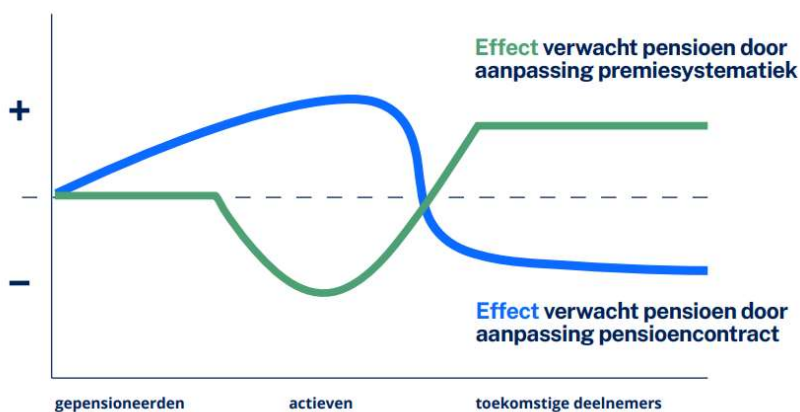 Effect verwacht pensioen door
aanpassing premiesystematiek
+
−
Effect verwacht pensioen door
aanpassing pensioencontract
gepensioneerden
actieven
toekomstige deelnemers